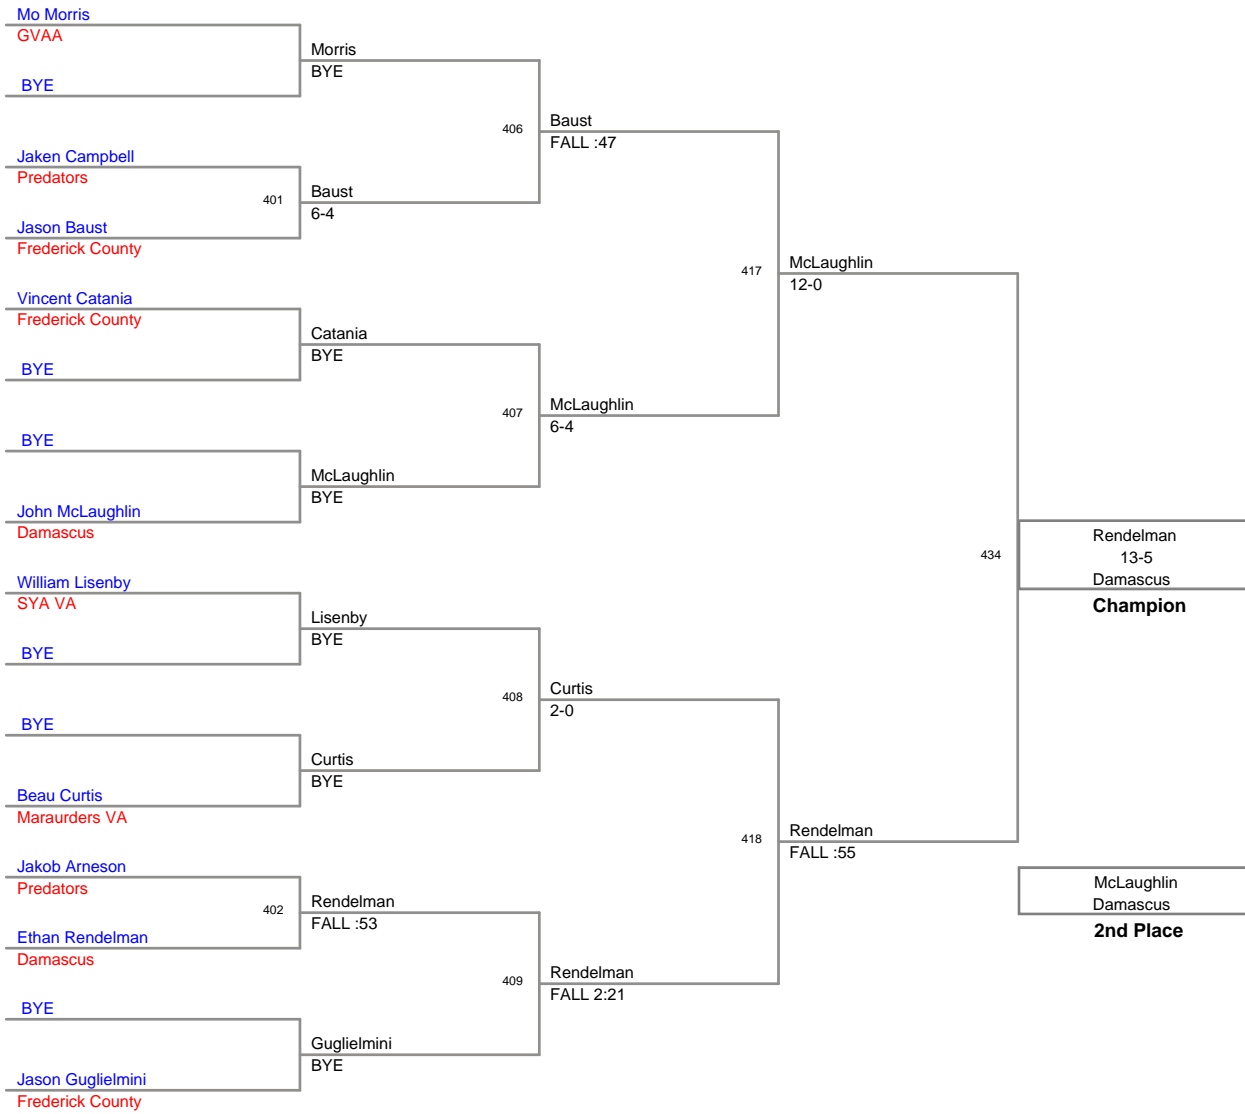 Mo Morris
GVAA
BYE
Jaken Campbell
Predators
Jason Baust
Frederick County
Vincent Catania
Frederick County
BYE
BYE
John McLaughlin
Damascus
William Lisenby
SYA VA
BYE
BYE
Beau Curtis
Maraurders VA
Jakob Arneson
Predators
Ethan Rendelman
Damascus
BYE
Jason Guglielmini
Frederick County
401
402
Morris
BYE
Baust
6-4
Catania
BYE
McLaughlin
BYE
Lisenby
BYE
Curtis
BYE
Rendelman
FALL :53
Guglielmini
BYE
406
407
408
409
Baust
FALL :47
McLaughlin
6-4
Curtis
2-0
Rendelman
FALL 2:21
417
418
McLaughlin
12-0
Rendelman
FALL :55
434
Rendelman
13-5
Damascus
Champion
McLaughlin
Damascus
2nd Place